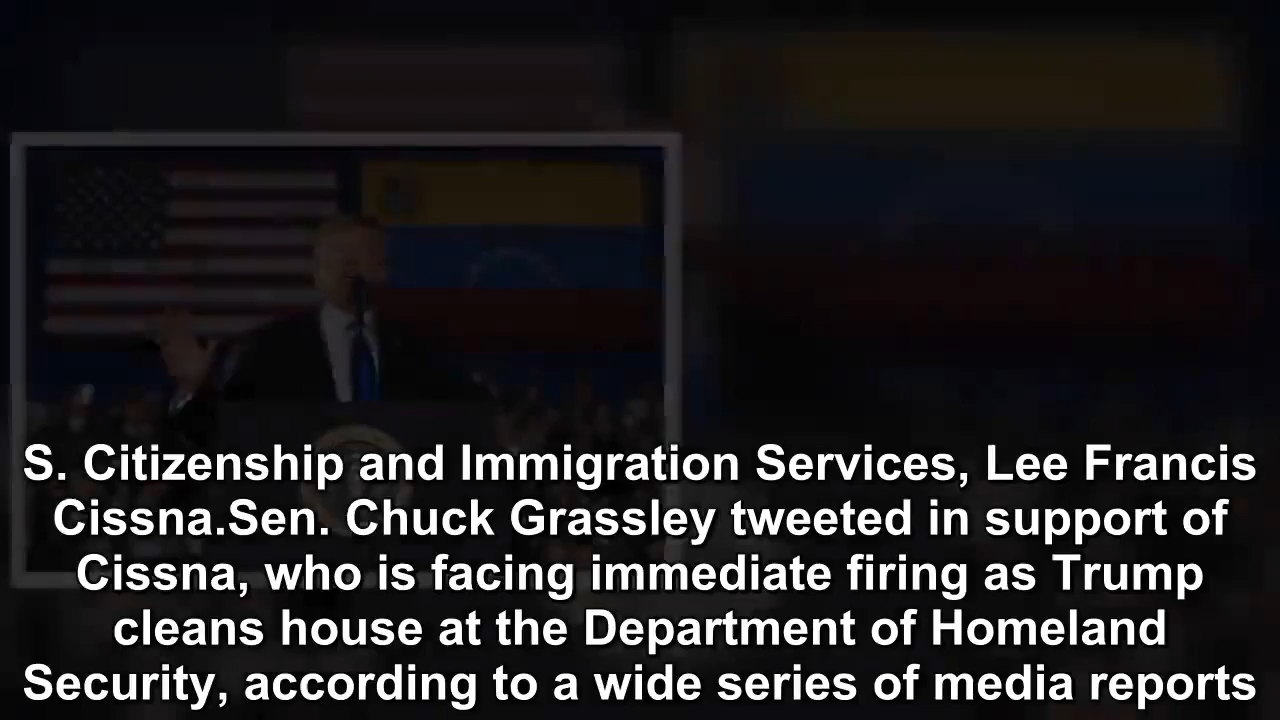 S. Citizenship and Immigration Services, Lee Francis
Cissna.Sen. Chuck Grassley tweeted in support of
Cissna, who is facing immediate firing as Trump
cleans house at the Department of Homeland
Security, according to a wide series of media reports